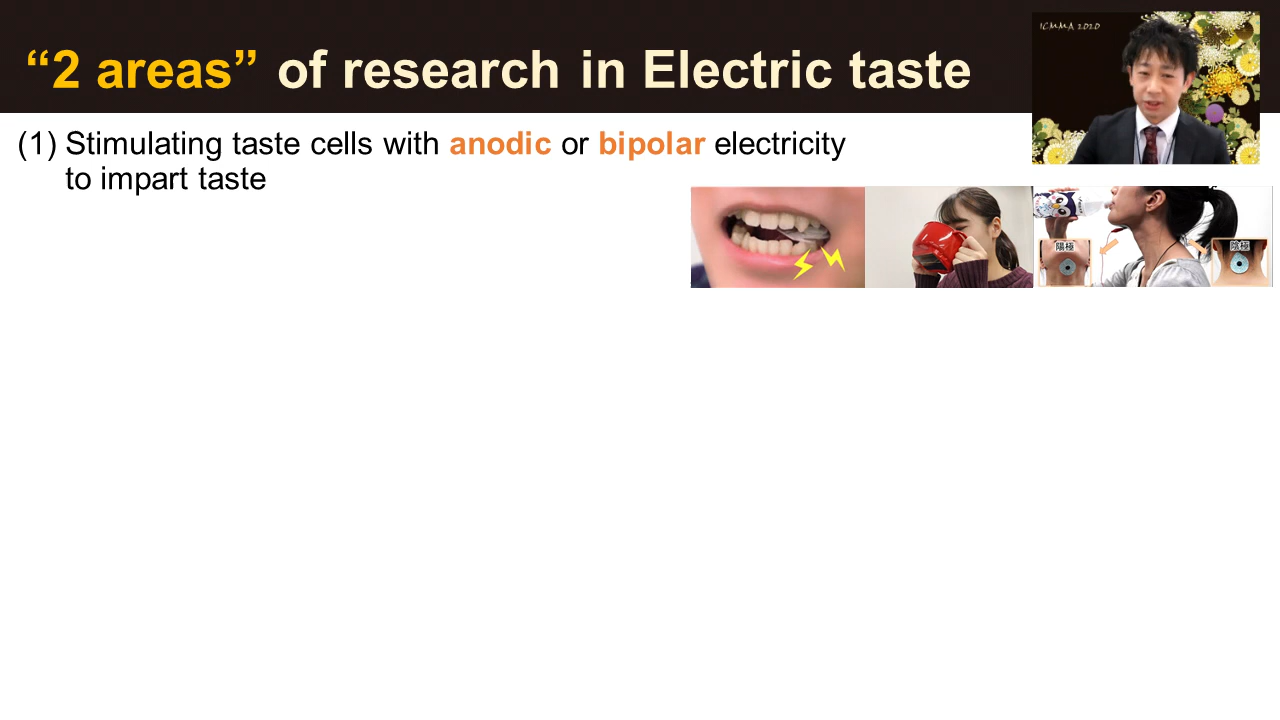 “2 areas” of research in Electric taste
ICMMA 2020
(1) Stimulating taste cells with anodic or bipolar electricity
to impart taste
陽極
陰極